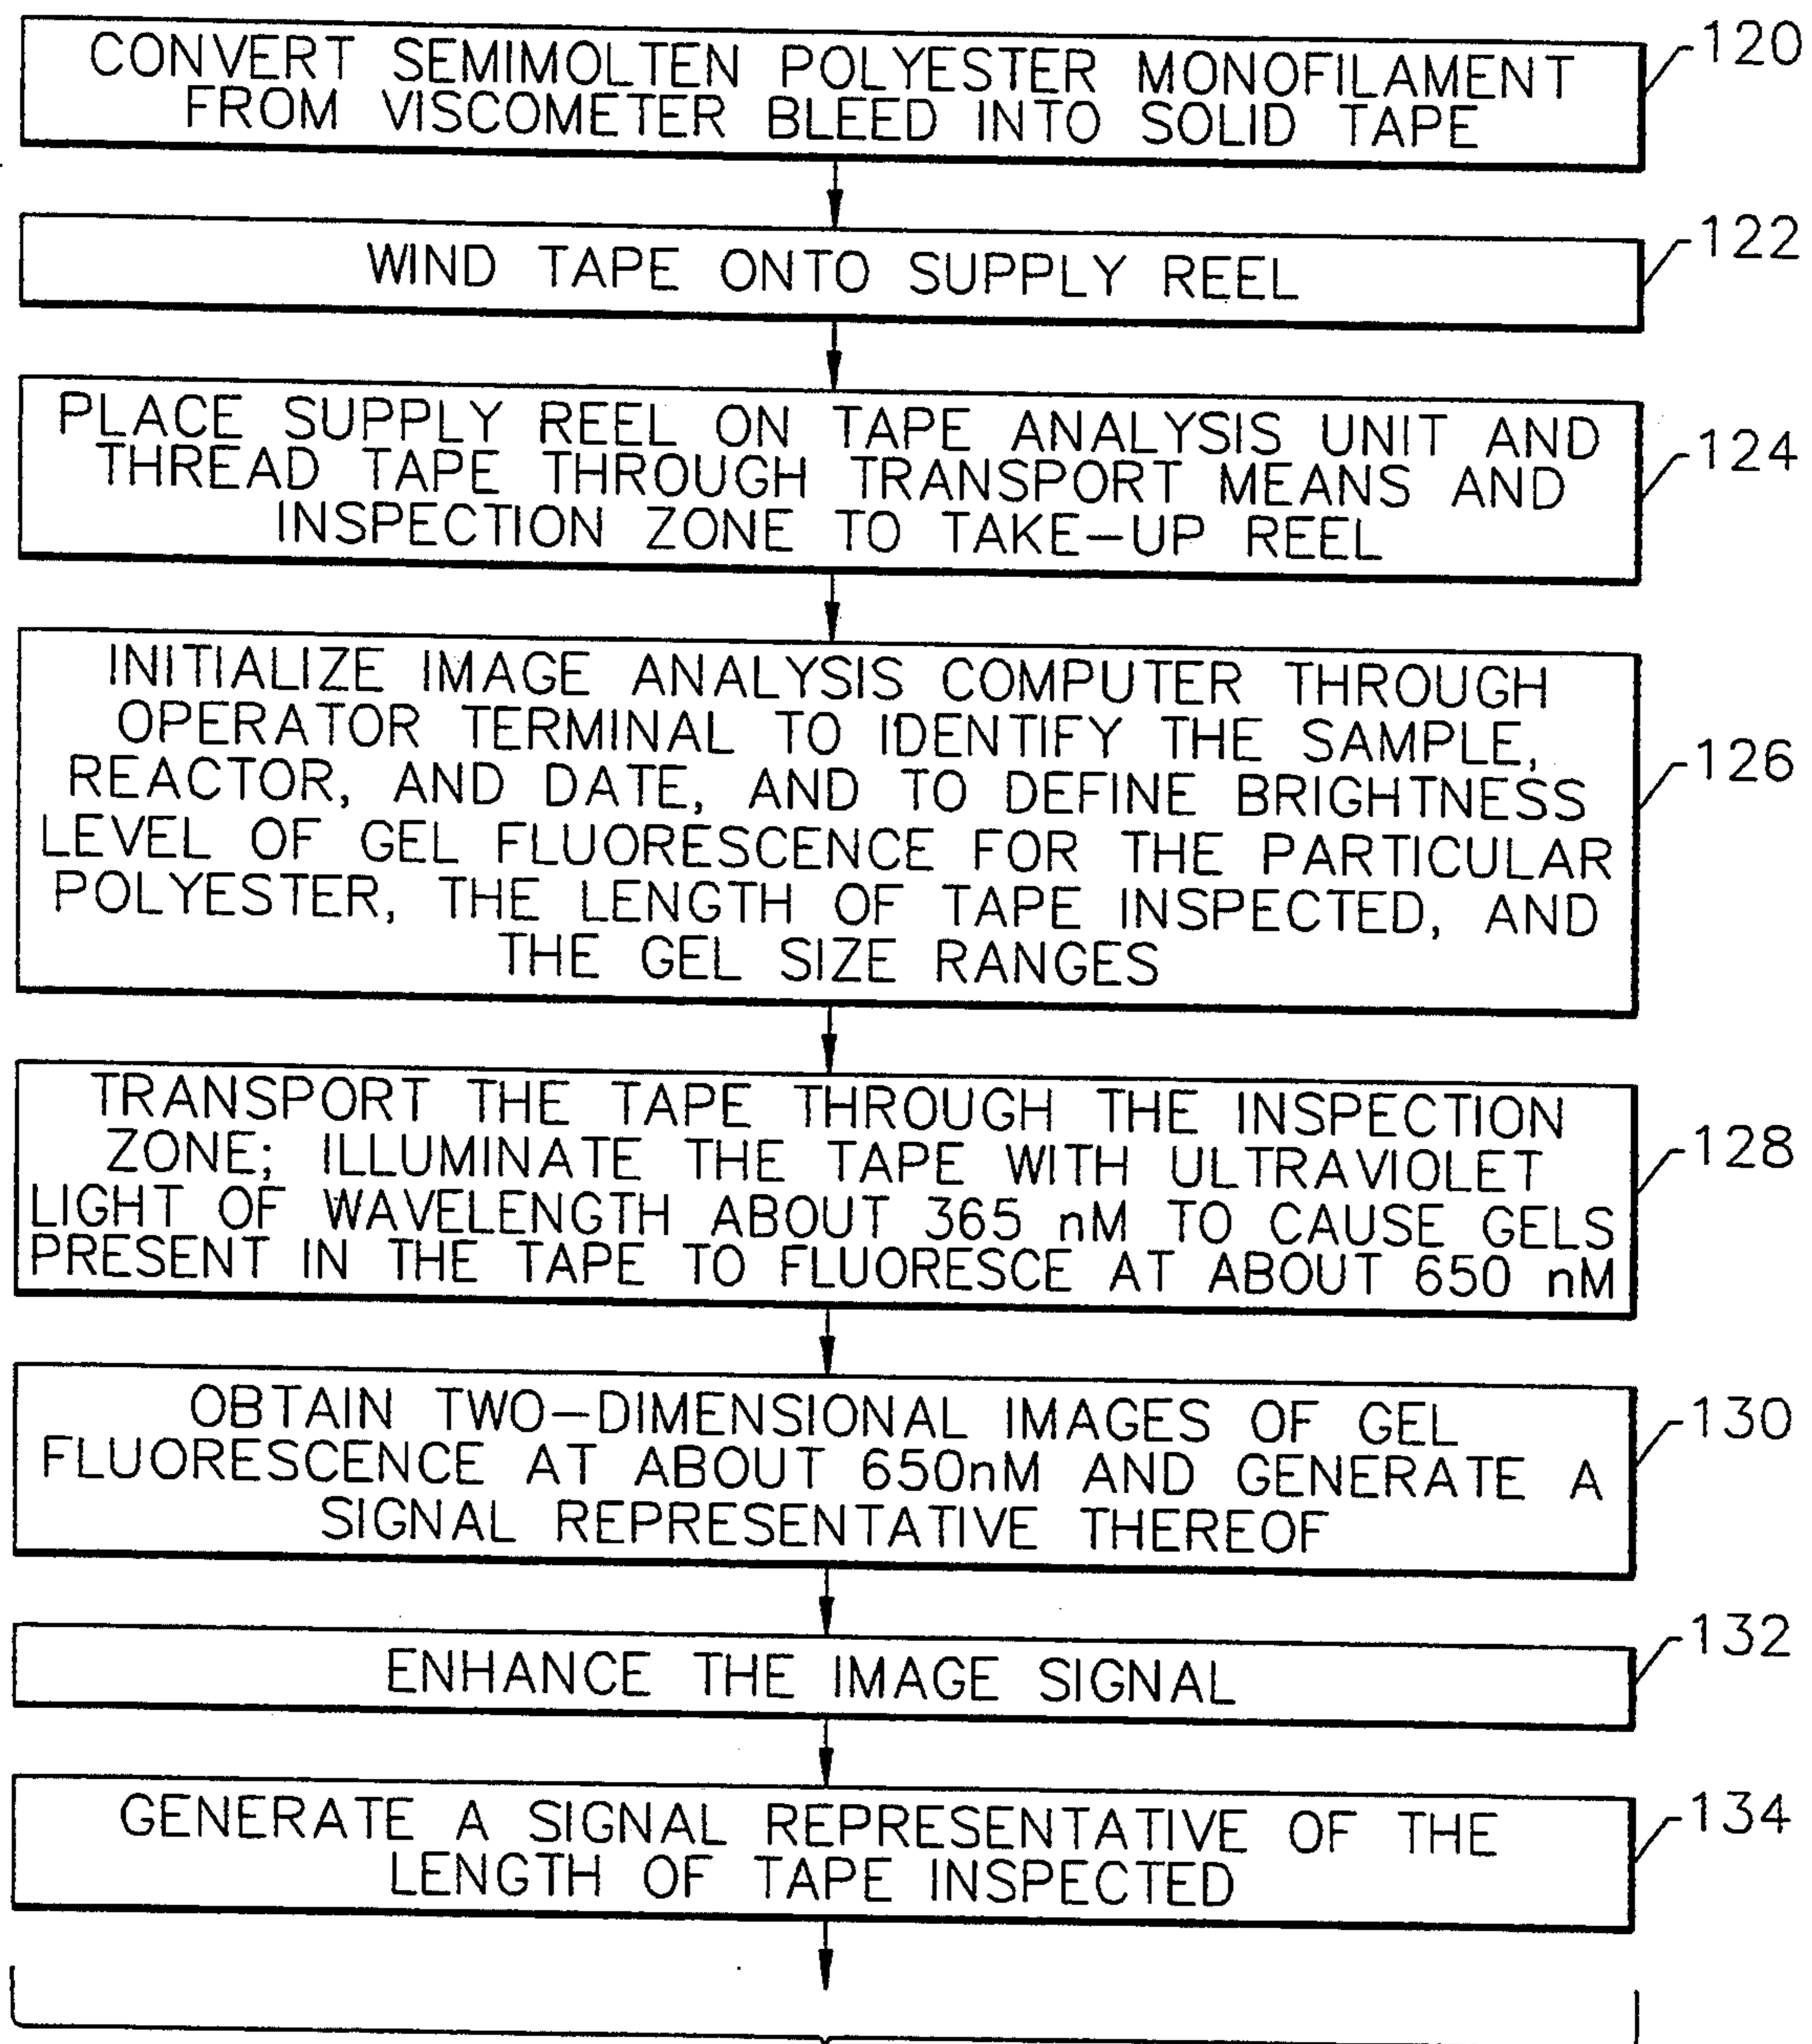 CONVERT SEMIMOLTEN POLYESTER MONOFILAMENT
FROM VISCOMETER BLEED INTO SOLID TAPE
120
WIND TAPE ONTO SUPPLY REEL
122
PLACE SUPPLY REEL ON TAPE ANALYSIS UNIT AND
THREAD TAPE THROUGH TRANSPORT MEANS AND
INSPECTION ZONE TO TAKE-UP REEL
124
INITIALIZE IMAGE ANALYSIS COMPUTER THROUGH
OPERATOR TERMINAL TO IDENTIFY THE SAMPLE,
REACTOR, AND DATE, AND TO DEFINE BRIGHTNESS
LEVEL OF GEL FLUORESCENCE FOR THE PARTICULAR
POLYESTER, THE LENGTH OF TAPE INSPECTED, AND
THE GEL SIZE RANGES
126
TRANSPORT THE TAPE THROUGH THE INSPECTION
ZONE; ILLUMINATE THE TAPE WITH ULTRAVIOLET
LIGHT OF WAVELENGTH ABOUT 365 nM TO CAUSE GELS
PRESENT IN THE TAPE TO FLUORESCE AT ABOUT 650 nM
128
OBTAIN TWO-DIMENSIONAL IMAGES OF GEL
FLUORESCENCE AT ABOUT 650nM AND GENERATE A
SIGNAL REPRESENTATIVE THEREOF
130
ENHANCE THE IMAGE SIGNAL
132
GENERATE A SIGNAL REPRESENTATIVE OF THE
LENGTH OF TAPE INSPECTED
134